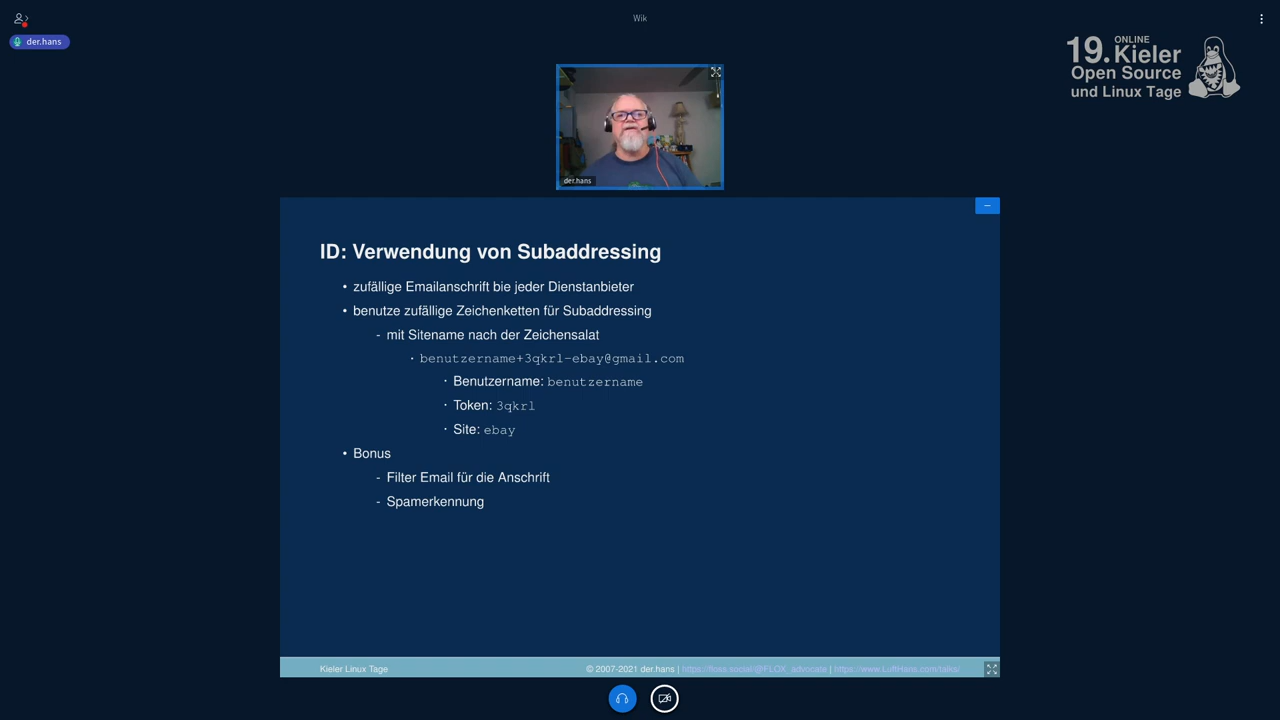 Wik
der.hans
19. ONLINE Kieler
Open Source
und Linux Tage
der.hans
ID: Verwendung von Subaddressing
• zufällige Emailanschrift bie jeder Dienstanbieter
• benutze zufällige Zeichenketten für Subaddressing
- mit Sitename nach der Zeichensalat
· benutzername+3qkrl-ebay@gmail.com
· Benutzername: benutzername
· Token: 3qkrl
· Site: ebay
• Bonus
- Filter Email für die Anschrift
- Spamerkennung
Kieler Linux Tage
© 2007-2021 der.hans | https://floss.social/@FLOX_advocate | https://www.LuftHans.com/talks/